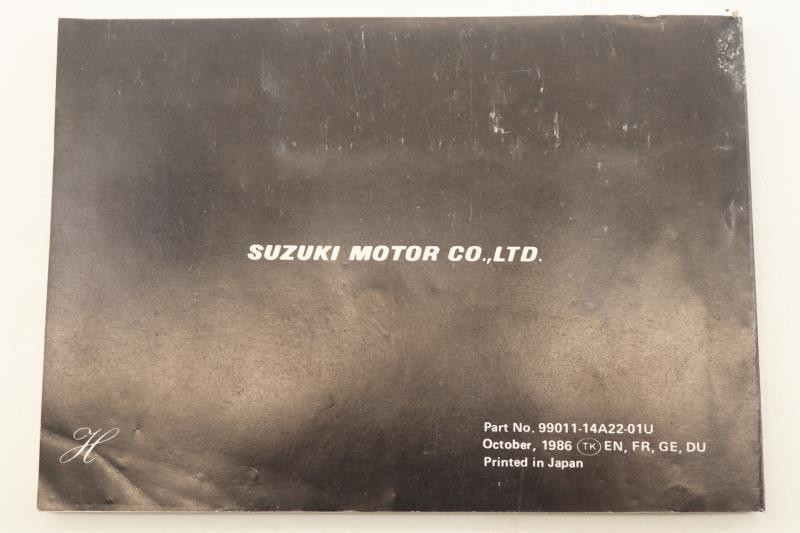 SUZUKI MOTOR CO.,LTD.
H
Part No. 99011-14A22-01U
October, 1986 TK EN, FR, GE, DU
Printed in Japan